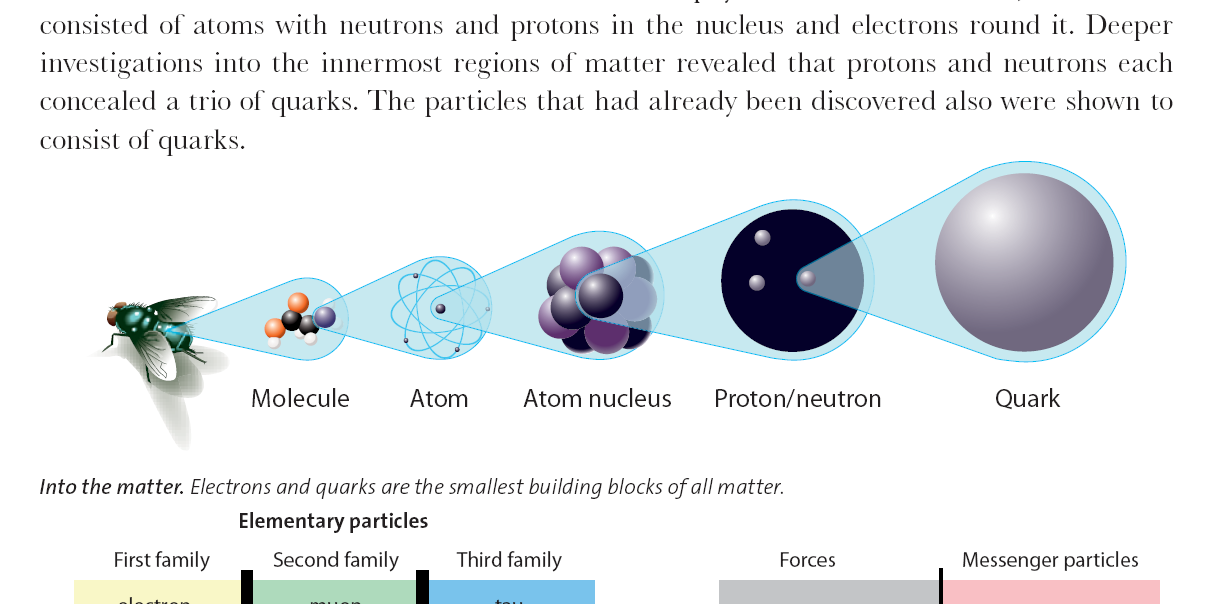 consisted of atoms with neutrons and protons in the nucleus and electrons round it. Deeper
investigations into the innermost regions of matter revealed that protons and neutrons each
concealed a trio of quarks. The particles that had already been discovered also were shown to
consist of quarks.
Molecule Atom Atom nucleus Proton/neutron Quark
Into the matter. Electrons and quarks are the smallest building blocks of all matter.
Elementary particles
First family Second family Third family Forces Messenger particles
electron muon tau